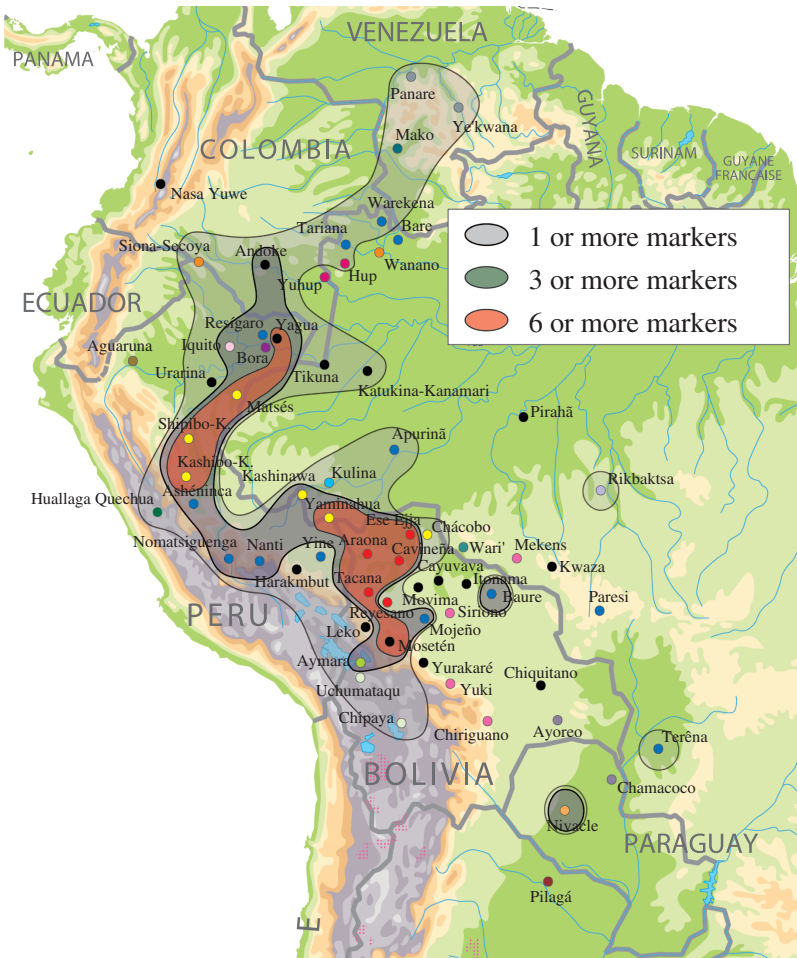 VENEZUELA
PANAMA
Panare
Ye'kwana
GUYANA
Mako
COLOMBIA
SURINAM
GUYANE
FRANÇAISE
Nasa Yuwe
Warekena
Tariana
Bare
Siona-Secoya
Andoke
Wanano
Hup
Yuhup
1 or more markers
3 or more markers
6 or more markers
ECUADOR
Resígaro
Yagua
Iquito
Bora
Aguaruna
Urarina
Tikuna
Katukina-Kanamari
Matsés
Pirahã
Shipibo-K.
Apurinã
Kashibo-K.
Kashinawa
Kulina
Rikbaktsa
Huallaga Quechua
Ashéninca
Yaminahua
Ese Ejja
Chácobo
Nomatsiguenga
Nanti
Yine
Araona
Cavineña
Wari'
Mekens
Harakmbut
Cayuvava
Itonama
Kwaza
Tacana
Movima
Baure
Paresi
PERU
Reyesano
Siriono
Leko
Mojeño
Mosetén
Aymara
Yurakaré
Uchumataqu
Yuki
Chiquitano
Chipaya
Chiriguano
Ayoreo
Terêna
BOLIVIA
Chamacoco
Nivacle
PARAGUAY
Pilagá
E